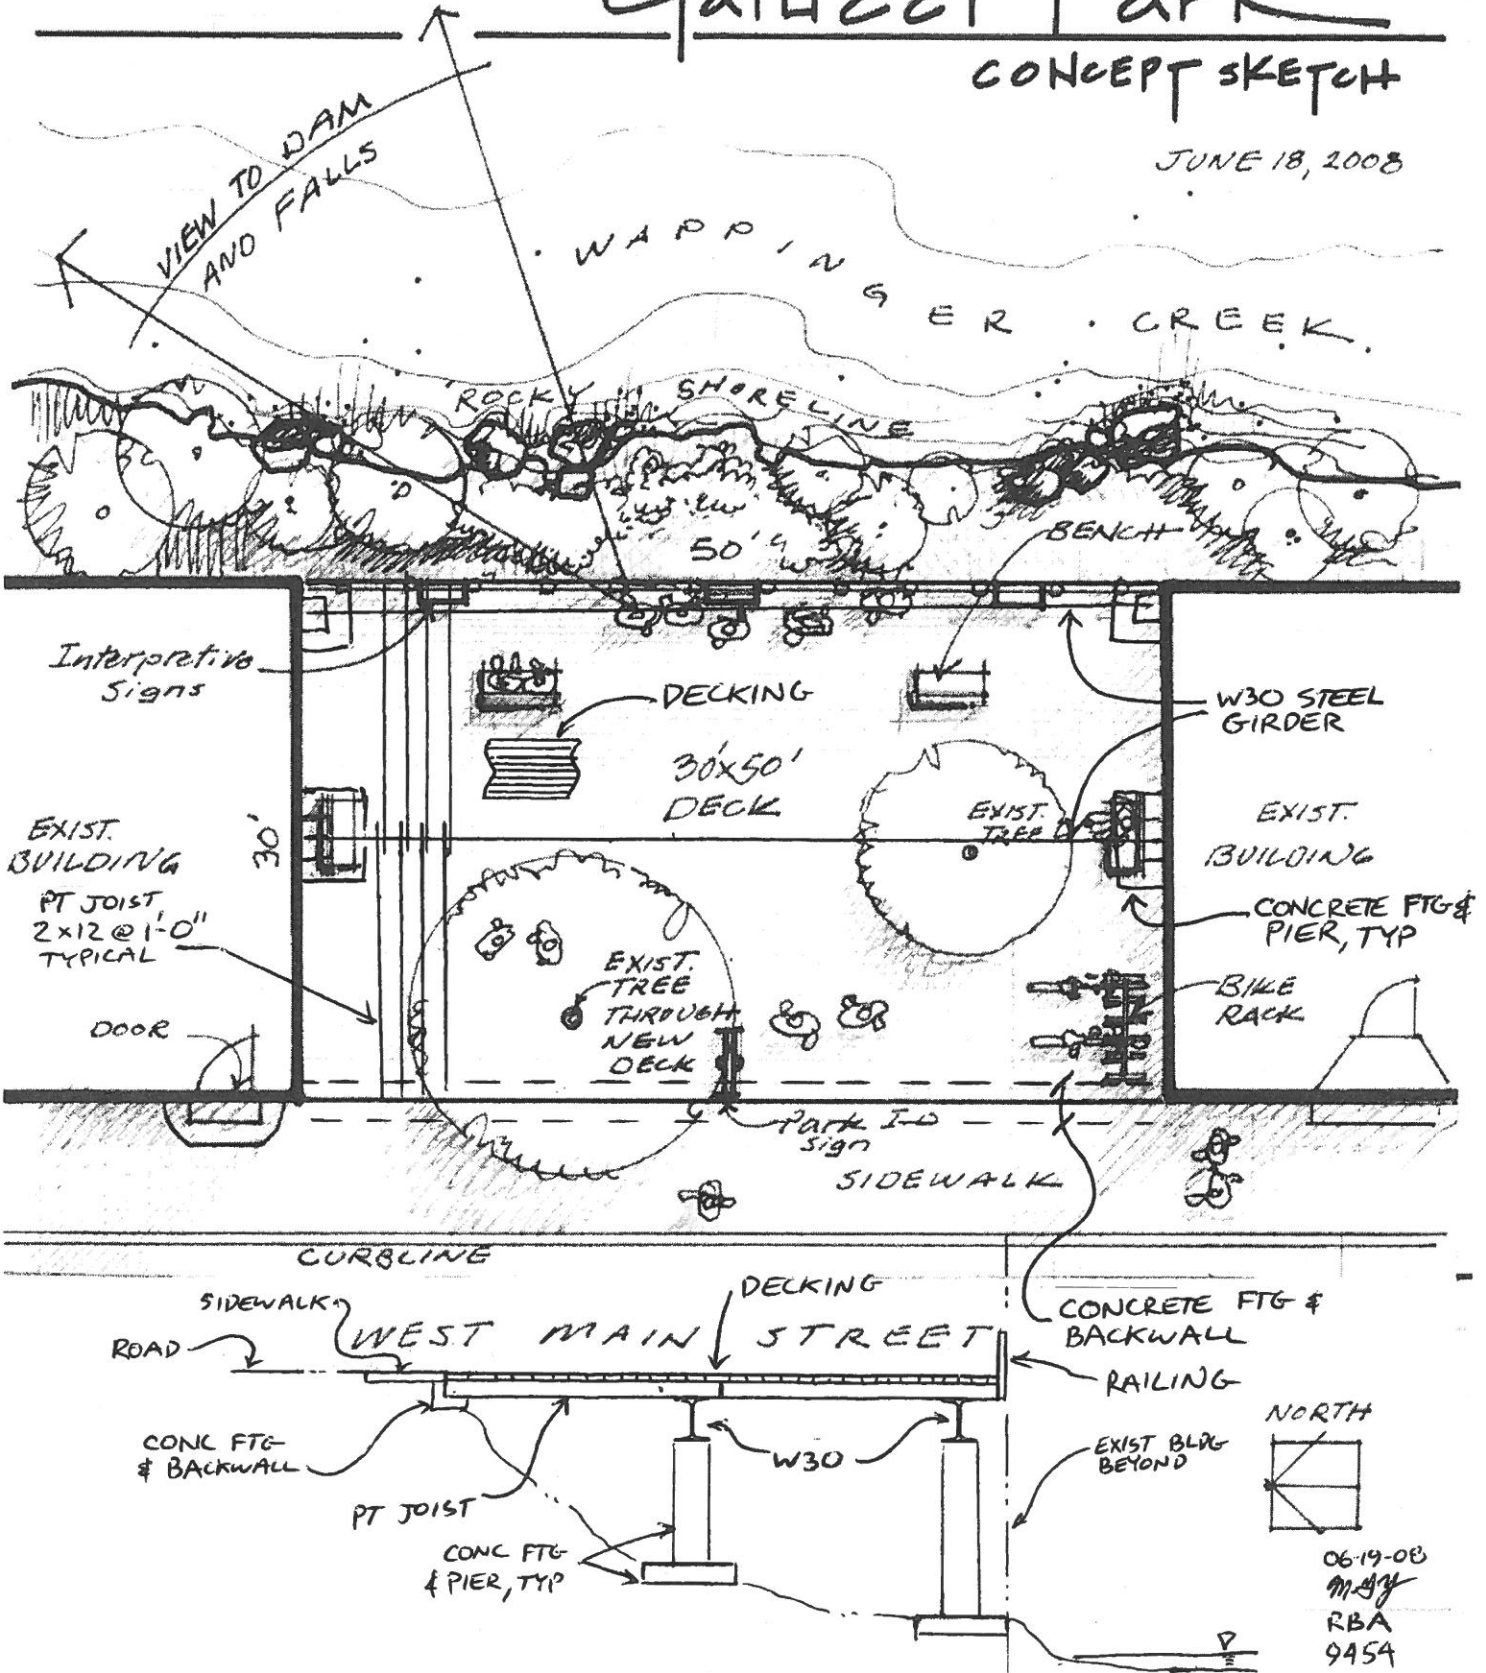 Park
CONCEPT SKETCH
JUNE 18, 2008
VIEW TO DAM
AND FALLS
WAPPINGER CREEK
ROCKY SHORELINE
50'
BENCH
Interpretive
Signs
DECKING
W30 STEEL
GIRDER
30'x50'
DECK
EXIST.
TREE
EXIST.
BUILDING
30'
EXIST.
BUILDING
PT JOIST
2x12 @ 1'-0"
TYPICAL
CONCRETE FTG &
PIER, TYP
EXIST.
TREE
THROUGH
NEW
DECK
BIKE
RACK
DOOR
Park I-D
Sign
SIDEWALK
CURBLINE
SIDEWALK
DECKING
CONCRETE FTG &
BACKWALL
WEST MAIN STREET
ROAD
RAILING
NORTH
CONC FTG
& BACKWALL
W30
EXIST BLDG
BEYOND
PT JOIST
CONC FTG
& PIER, TYP
06-19-08
RBA
9454